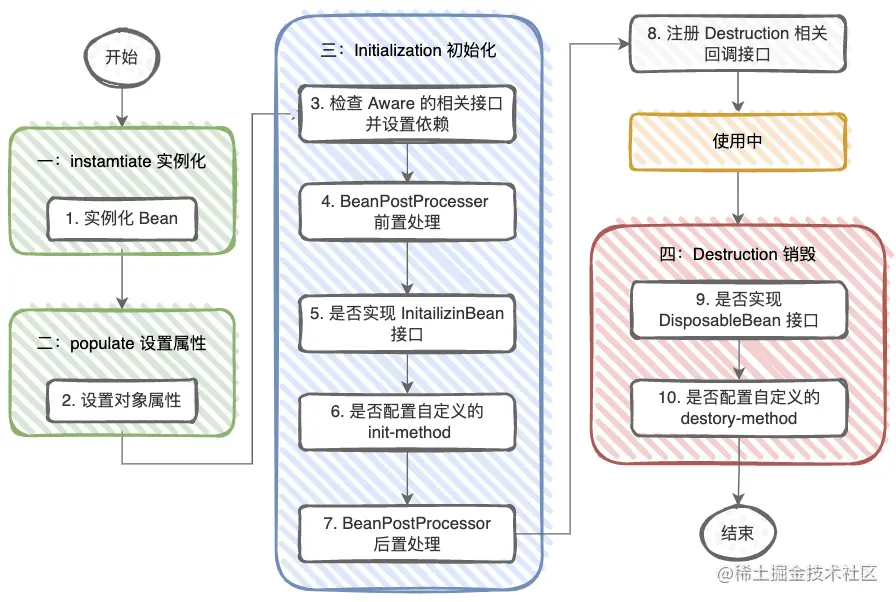 开始
一：instamtiate 实例化
1. 实例化 Bean
二：populate 设置属性
2. 设置对象属性
三：Initialization 初始化
3. 检查 Aware 的相关接口
并设置依赖
4. BeanPostProcesser
前置处理
5. 是否实现 InitailizinBean
接口
6. 是否配置自定义的
init-method
7. BeanPostProcessor
后置处理
8. 注册 Destruction 相关
回调接口
使用中
四：Destruction 销毁
9. 是否实现
DisposableBean 接口
10. 是否配置自定义的
destory-method
结束
@稀土掘金技术社区